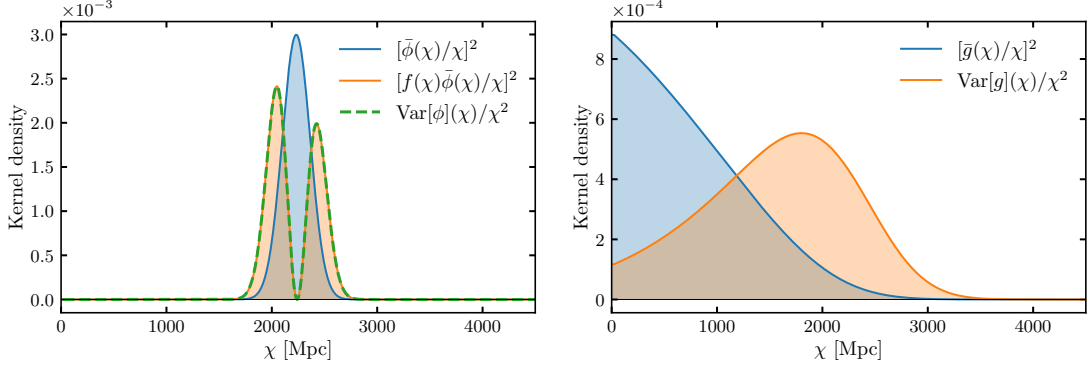 ×10⁻³
3.0
2.5
2.0
1.5
1.0
0.5
0.0
Kernel density
0 1000 2000 3000 4000
χ [Mpc]
[φ̄(χ)/χ]²
[f(χ)φ̄(χ)/χ]²
Var[φ](χ)/χ²
×10⁻⁴
8
6
4
2
0
Kernel density
0 1000 2000 3000 4000
χ [Mpc]
[ḡ(χ)/χ]²
Var[g](χ)/χ²